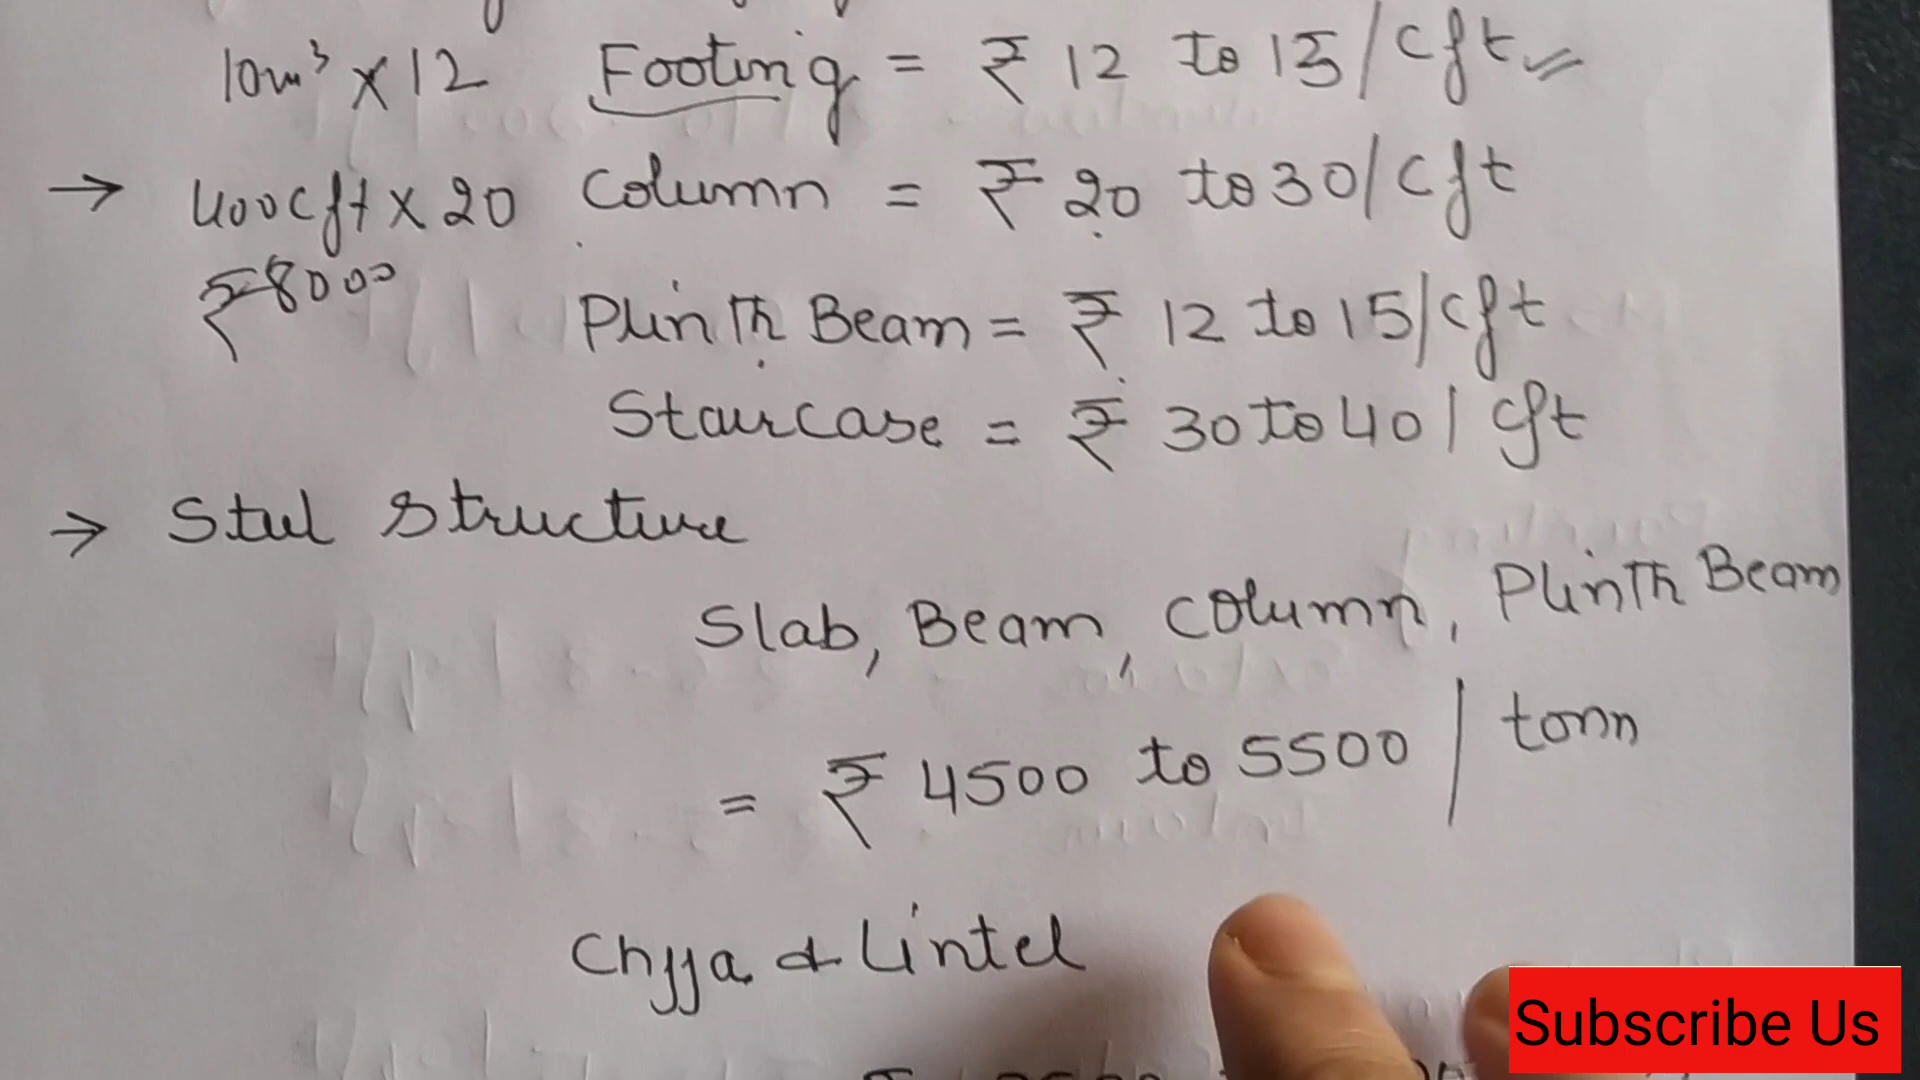 10m³ × 12 Footing = ₹ 12 to 15/cft
→ 400cft × 20 Column = ₹ 20 to 30/cft
₹8000
Plinth Beam = ₹ 12 to 15/cft
Staircase = ₹ 30 to 40/cft
→ Steel structure
Slab, Beam, Column, Plinth Beam
= ₹ 4500 to 5500/tonn
Chjja & Lintel
Subscribe Us